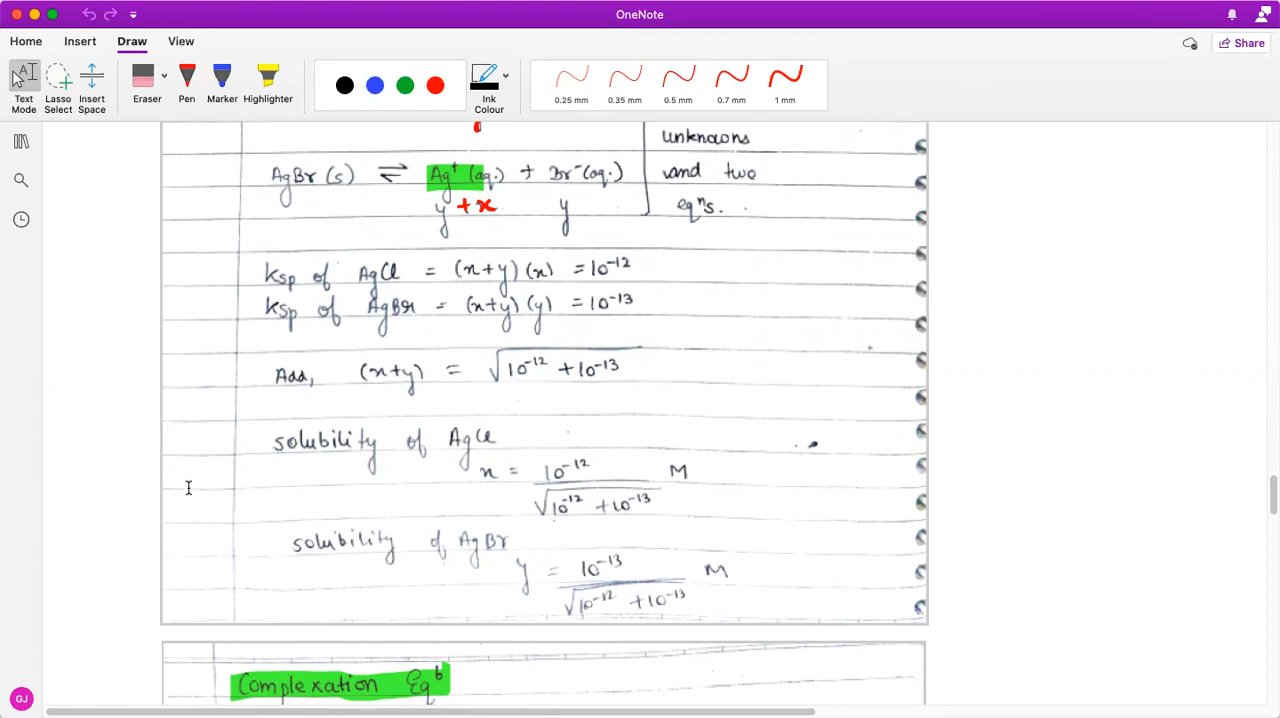 OneNote
Home Insert Draw View
Share
Text Mode
Lasso Select
Insert Space
Eraser
Pen
Marker
Highlighter
Ink Colour
0.25 mm
0.35 mm
0.5 mm
0.7 mm
1 mm
unknowns
AgBr (s) ⇌ Ag⁺ (aq.) + Br⁻ (aq.)
and two
y + x y
eqⁿs.
Ksp of AgCl = (x+y) (x) = 10⁻¹²
Ksp of AgBr = (x+y) (y) = 10⁻¹³
Add, (x+y) = √10⁻¹² + 10⁻¹³
solubility of AgCl
x = 10⁻¹² / √10⁻¹² + 10⁻¹³ M
solubility of AgBr
y = 10⁻¹³ / √10⁻¹² + 10⁻¹³ M
Complexation Eqᵇ
GJ